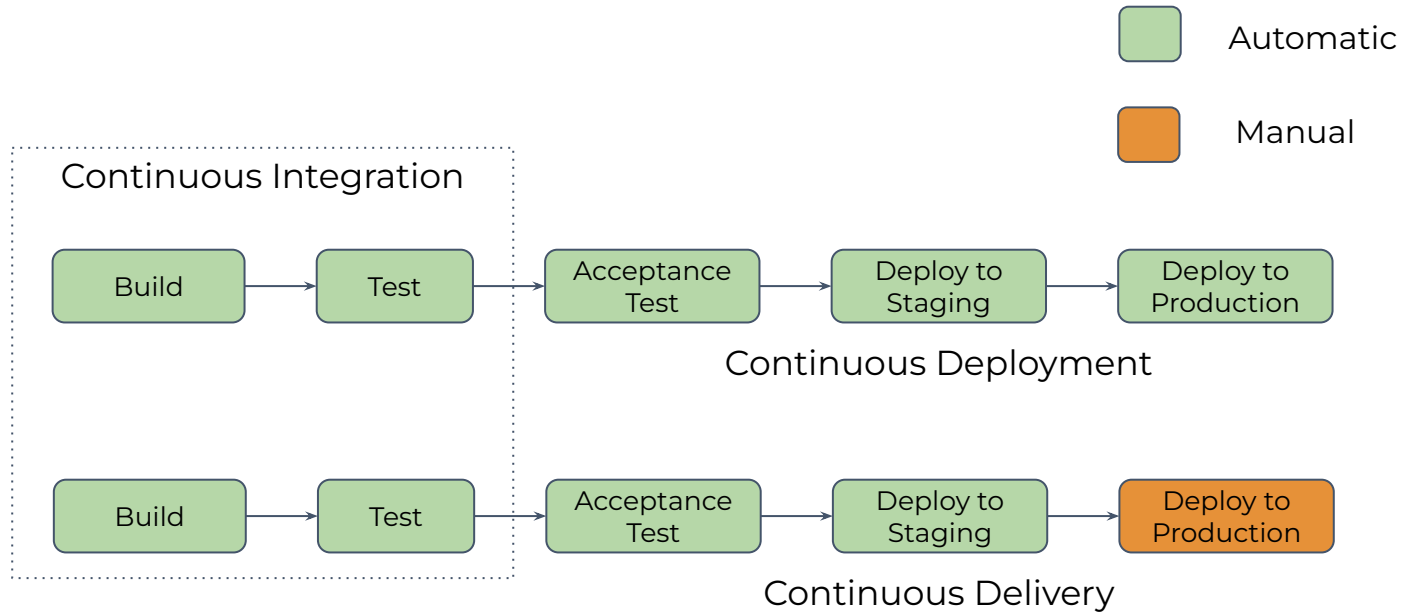 Automatic
Manual
Continuous Integration
Build
Test
Acceptance
Test
Deploy to
Staging
Deploy to
Production
Continuous Deployment
Build
Test
Acceptance
Test
Deploy to
Staging
Deploy to
Production
Continuous Delivery